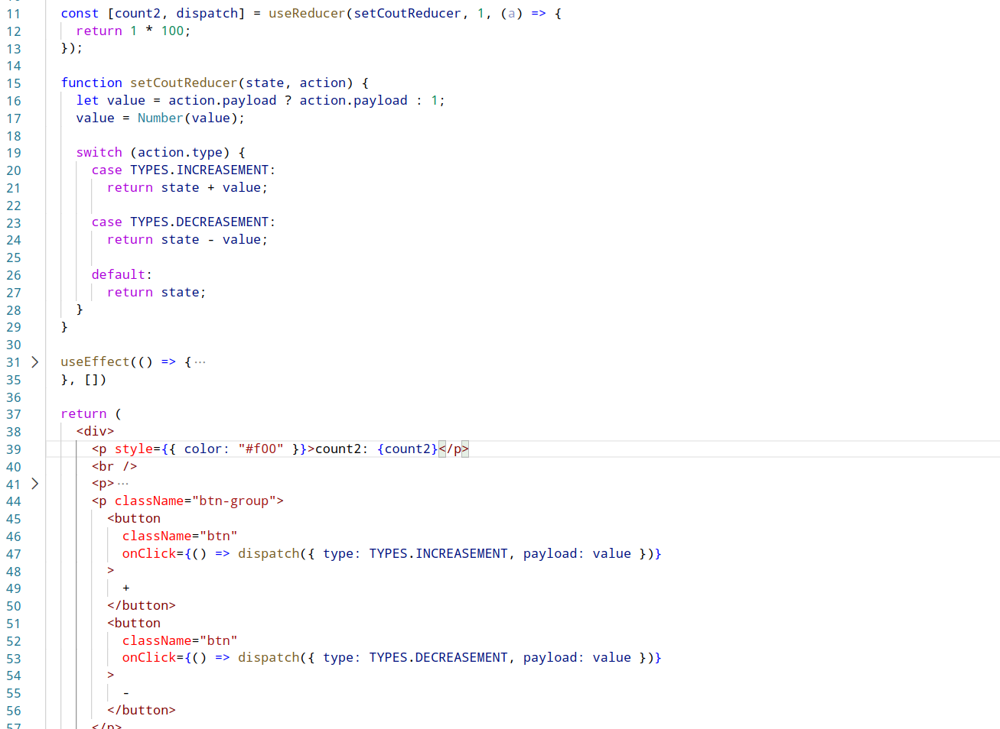 11 const [count2, dispatch] = useReducer(setCoutReducer, 1, (a) => {
12 return 1 * 100;
13 });
14
15 function setCoutReducer(state, action) {
16 let value = action.payload ? action.payload : 1;
17 value = Number(value);
18
19 switch (action.type) {
20 case TYPES.INCREASEMENT:
21 return state + value;
22
23 case TYPES.DECREASEMENT:
24 return state - value;
25
26 default:
27 return state;
28 }
29 }
30
31 useEffect(() => {···
35 }, [])
36
37 return (
38 <div>
39 <p style={{ color: "#f00" }}>count2: {count2}</p>
40 <br />
41 <p>···
44 <p className="btn-group">
45 <button
46 className="btn"
47 onClick={() => dispatch({ type: TYPES.INCREASEMENT, payload: value })}
48 >
49 +
50 </button>
51 <button
52 className="btn"
53 onClick={() => dispatch({ type: TYPES.DECREASEMENT, payload: value })}
54 >
55 -
56 </button>
57 </p>